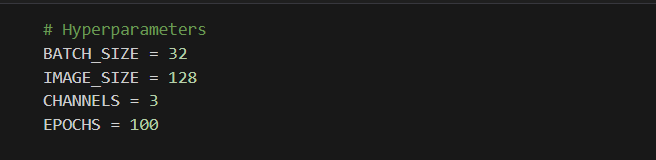 # Hyperparameters
BATCH_SIZE = 32
IMAGE_SIZE = 128
CHANNELS = 3
EPOCHS = 100